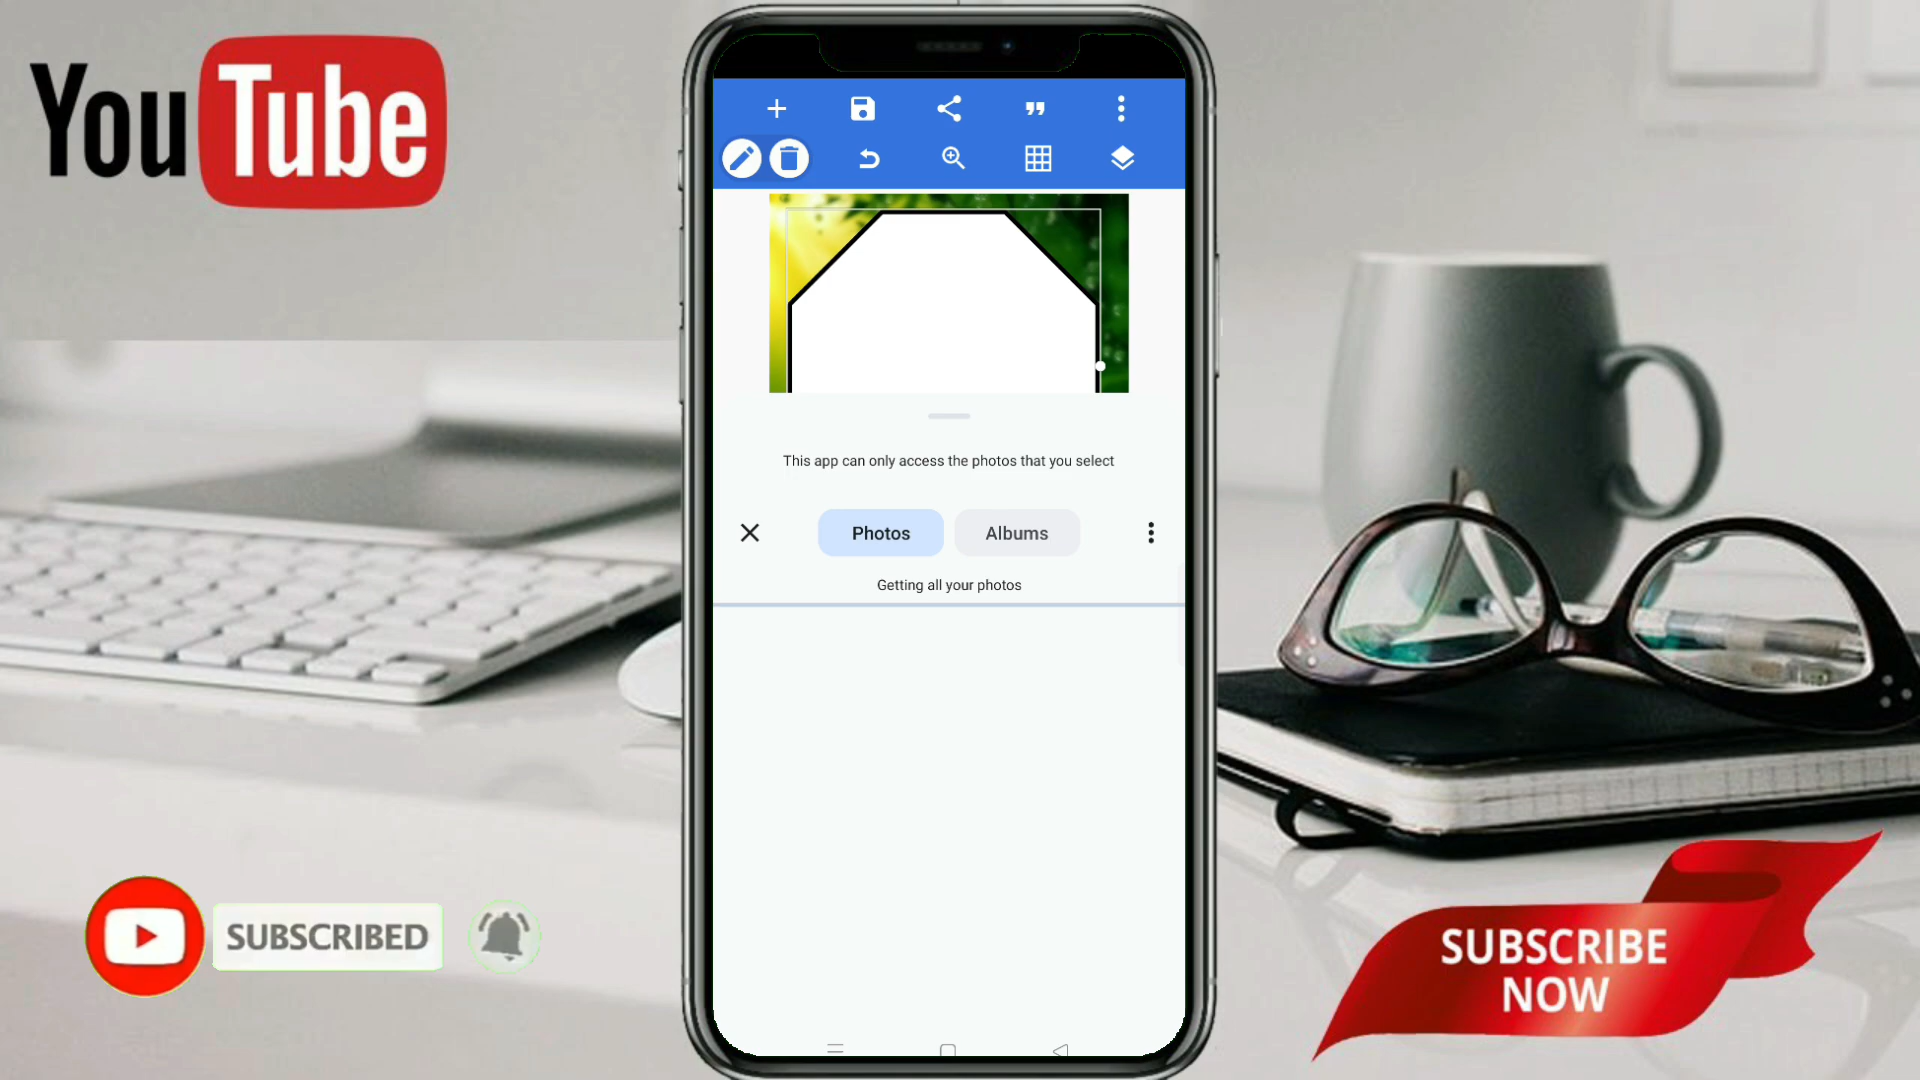 YouTube
This app can only access the photos that you select
Photos
Albums
Getting all your photos
SUBSCRIBED
SUBSCRIBE
NOW